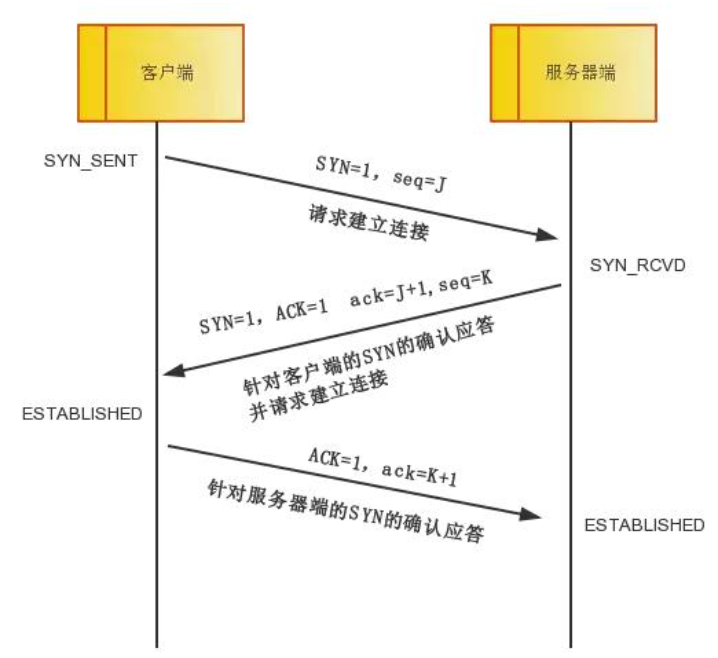 客户端
服务器端
SYN_SENT
SYN=1, seq=J
请求建立连接
SYN_RCVD
SYN=1, ACK=1 ack=J+1,seq=K
针对客户端的SYN的确认应答
并请求建立连接
ESTABLISHED
ACK=1, ack=K+1
针对服务器端的SYN的确认应答
ESTABLISHED